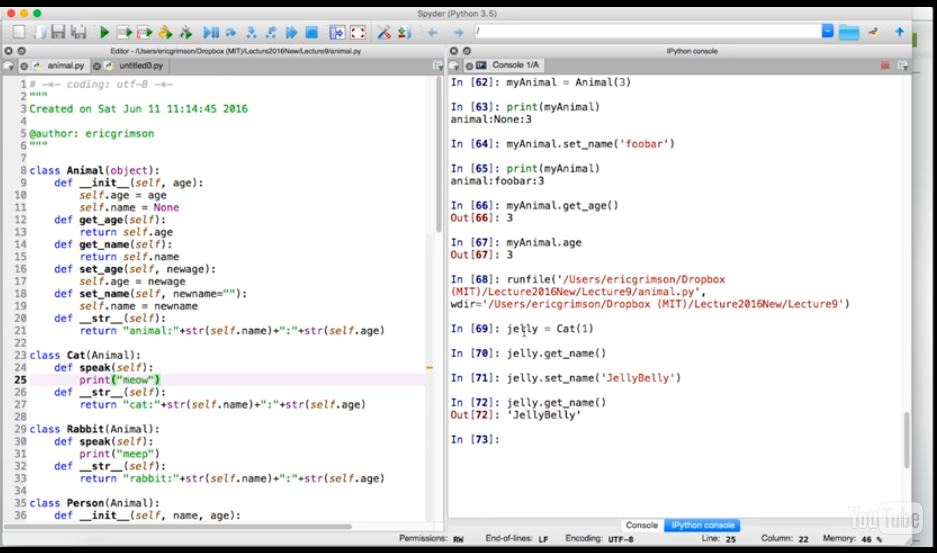 Spyder (Python 3.5)
/
Editor - /Users/ericgrimson/Dropbox (MIT)/Lecture2016New/Lecture9/animal.py
animal.py
untitled0.py
1 # -*- coding: utf-8 -*-
2 """
3 Created on Sat Jun 11 11:14:45 2016
4
5 @author: ericgrimson
6 """
7
8 class Animal(object):
9     def __init__(self, age):
10         self.age = age
11         self.name = None
12     def get_age(self):
13         return self.age
14     def get_name(self):
15         return self.name
16     def set_age(self, newage):
17         self.age = newage
18     def set_name(self, newname=""):
19         self.name = newname
20     def __str__(self):
21         return "animal:"+str(self.name)+":"+str(self.age)
22
23 class Cat(Animal):
24     def speak(self):
25         print("meow")
26     def __str__(self):
27         return "cat:"+str(self.name)+":"+str(self.age)
28
29 class Rabbit(Animal):
30     def speak(self):
31         print("meep")
32     def __str__(self):
33         return "rabbit:"+str(self.name)+":"+str(self.age)
34
35 class Person(Animal):
36     def __init__(self, name, age):
IPython console
Console 1/A
In [62]: myAnimal = Animal(3)
In [63]: print(myAnimal)
animal:None:3
In [64]: myAnimal.set_name('foobar')
In [65]: print(myAnimal)
animal:foobar:3
In [66]: myAnimal.get_age()
Out[66]: 3
In [67]: myAnimal.age
Out[67]: 3
In [68]: runfile('/Users/ericgrimson/Dropbox
(MIT)/Lecture2016New/Lecture9/animal.py',
wdir='/Users/ericgrimson/Dropbox (MIT)/Lecture2016New/Lecture9')
In [69]: jelly = Cat(1)
In [70]: jelly.get_name()
In [71]: jelly.set_name('JellyBelly')
In [72]: jelly.get_name()
Out[72]: 'JellyBelly'
In [73]:
Console
IPython console
YouTube
Permissions: RW End-of-lines: LF Encoding: UTF-8 Line: 25 Column: 22 Memory: 46 %